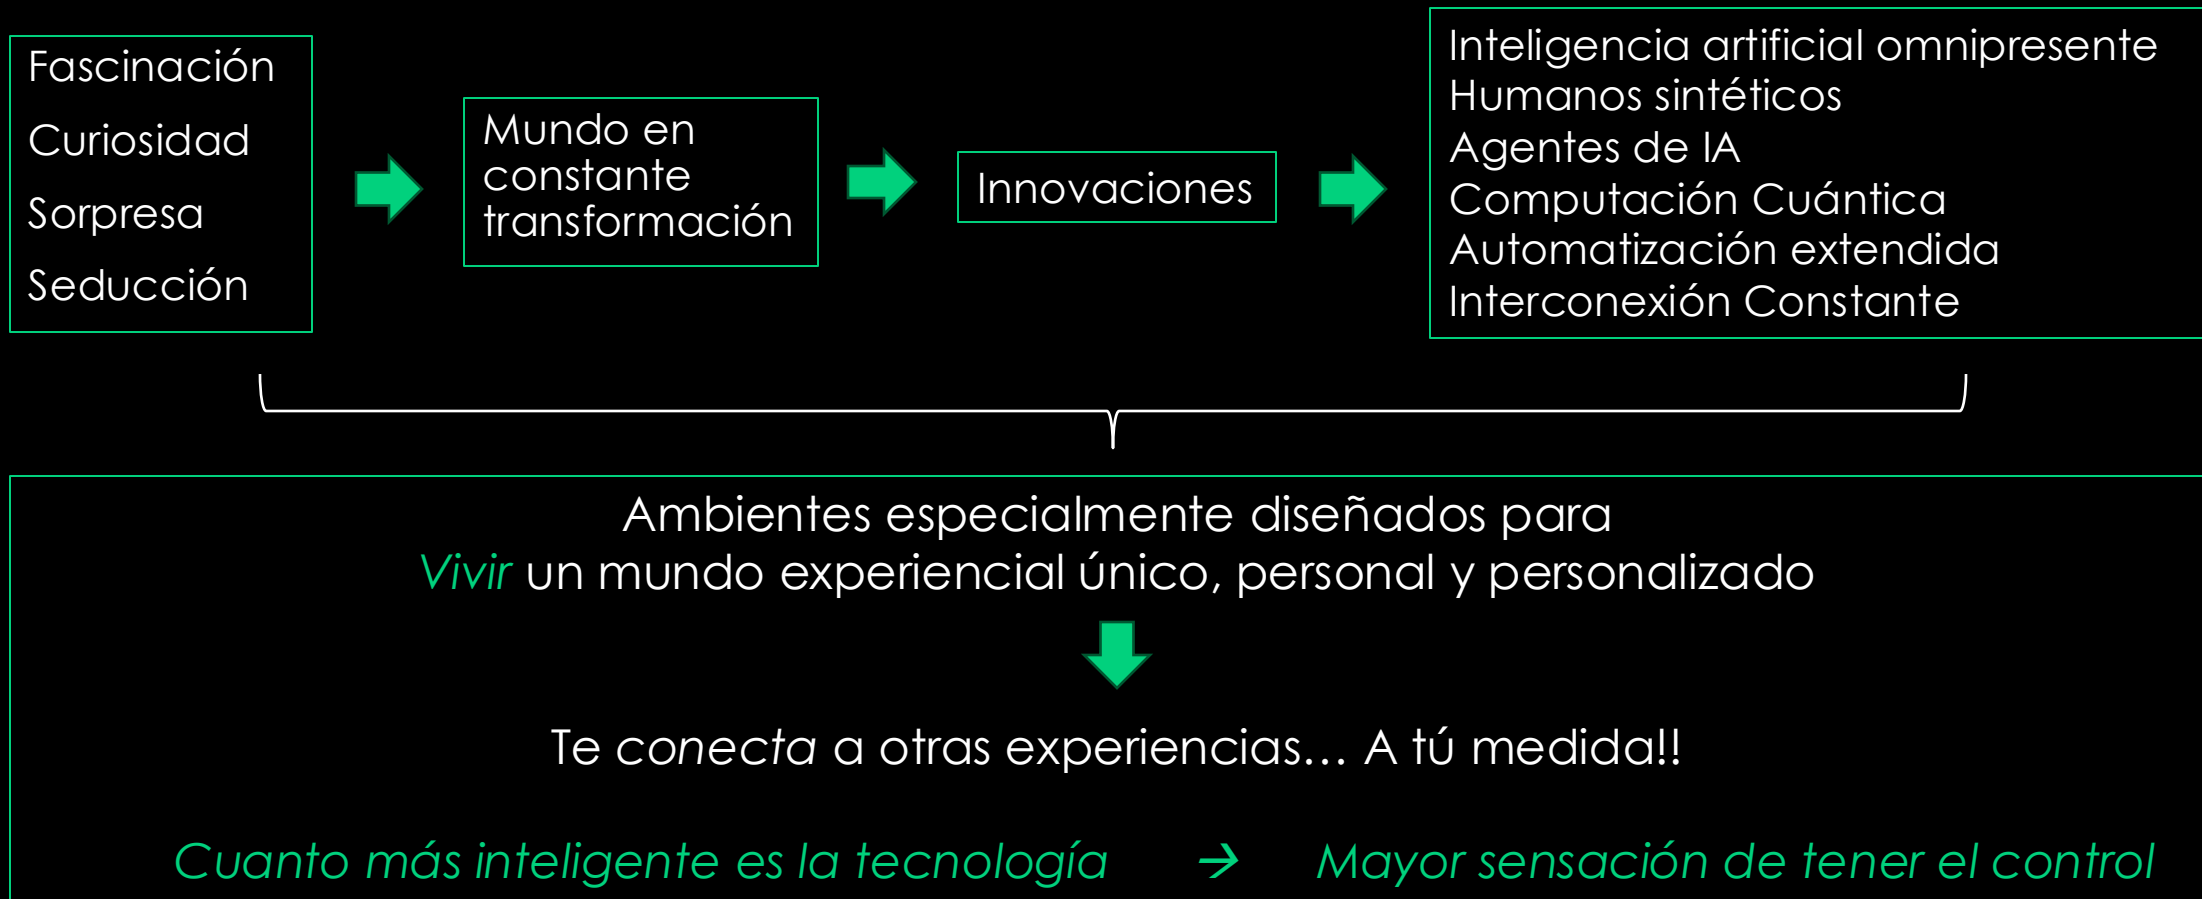 Fascinación
Curiosidad
Sorpresa
Seducción
Mundo en
constante
transformación
Innovaciones
Inteligencia artificial omnipresente
Humanos sintéticos
Agentes de IA
Computación Cuántica
Automatización extendida
Interconexión Constante
Ambientes especialmente diseñados para
Vivir un mundo experiencial único, personal y personalizado
Te conecta a otras experiencias... A tú medida!!
Cuanto más inteligente es la tecnología → Mayor sensación de tener el control